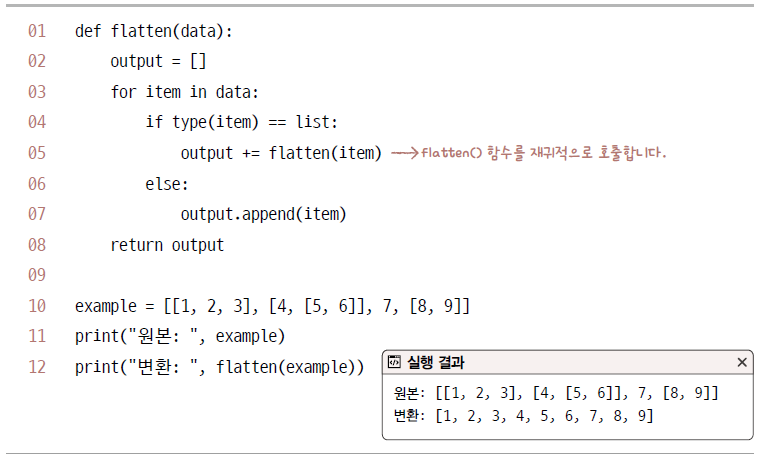 01 def flatten(data):
02     output = []
03     for item in data:
04         if type(item) == list:
05             output += flatten(item) flatten() 함수를 재귀적으로 호출합니다.
06         else:
07             output.append(item)
08     return output
09
10 example = [[1, 2, 3], [4, [5, 6]], 7, [8, 9]]
11 print("원본: ", example)
12 print("변환: ", flatten(example))
실행 결과
원본: [[1, 2, 3], [4, [5, 6]], 7, [8, 9]]
변환: [1, 2, 3, 4, 5, 6, 7, 8, 9]